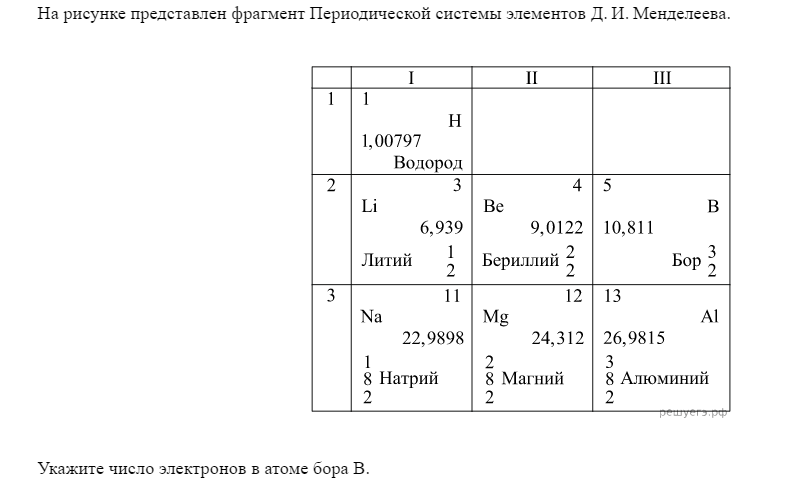 На рисунке представлен фрагмент Периодической системы элементов Д. И. Менделеева.
I II III
1 1
H
1,00797
Водород
2 3 4 5
Li Be B
6,939 9,0122 10,811
Литий 1 2 Бериллий 2 2 Бор 3 2
3 11 12 13
Na Mg Al
22,9898 24,312 26,9815
1 2 3
8 Натрий 8 Магний 8 Алюминий
2 2 2
решуегэ.рф
Укажите число электронов в атоме бора B.